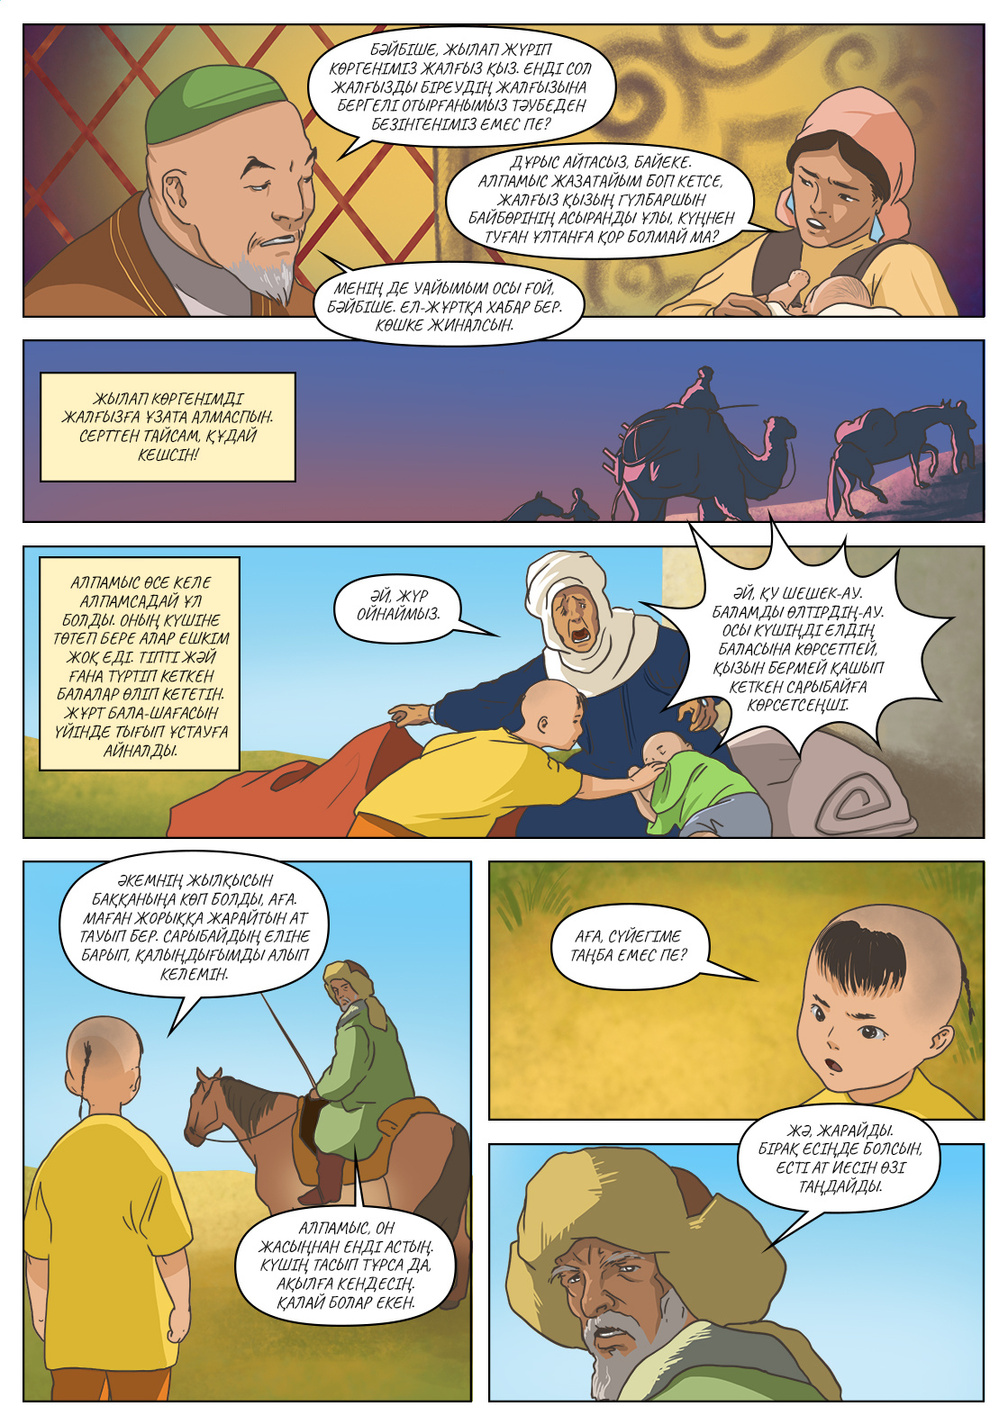 БӘЙБІШЕ, ЖЫЛАП ЖҮРІП
КӨРГЕНІМІЗ ЖАЛҒЫЗ ҚЫЗ. ЕНДІ СОЛ
ЖАЛҒЫЗДЫ БІРЕУДІҢ ЖАЛҒЫЗЫНА
БЕРГЕЛІ ОТЫРҒАНЫМЫЗ ТӘУБЕДЕН
БЕЗІНГЕНІМІЗ ЕМЕС ПЕ?
ДҰРЫС АЙТАСЫЗ, БАЙЕКЕ.
АЛПАМЫС ЖАЗАТАЙЫМ БОП КЕТСЕ,
ЖАЛҒЫЗ ҚЫЗЫҢ ГҮЛБАРШЫН
БАЙБӨРІНІҢ АСЫРАНДЫ ҰЛЫ, КҮҢНЕН
ТУҒАН ҰЛТАНҒА ҚОР БОЛМАЙ МА?
МЕНІҢ ДЕ УАЙЫМЫМ ОСЫ ҒОЙ,
БӘЙБІШЕ. ЕЛ-ЖҰРТҚА ХАБАР БЕР.
КӨШКЕ ЖИНАЛСЫН.
ЖЫЛАП КӨРГЕНІМДІ
ЖАЛҒЫЗҒА ҰЗАТА АЛМАСПЫН.
СЕРТТЕН ТАЙСАМ, ҚҰДАЙ
КЕШСІН!
АЛПАМЫС ӨСЕ КЕЛЕ
АЛПАМСАДАЙ ҰЛ
БОЛДЫ. ОНЫҢ КҮШІНЕ
ТӨТЕП БЕРЕ АЛАР ЕШКІМ
ЖОҚ ЕДІ. ТІПТІ ЖӘЙ
ҒАНА ТҮРТІП КЕТКЕН
БАЛАЛАР ӨЛІП КЕТЕТІН.
ЖҰРТ БАЛА-ШАҒАСЫН
ҮЙІНДЕ ТЫҒЫП ҰСТАУҒА
АЙНАЛДЫ.
ӘЙ, ЖҮР
ОЙНАЙМЫЗ.
ӘЙ, ҚУ ШЕШЕК-АУ.
БАЛАМДЫ ӨЛТІРДІҢ-АУ.
ОСЫ КҮШІҢДІ ЕЛДІҢ
БАЛАСЫНА КӨРСЕТПЕЙ,
ҚЫЗЫН БЕРМЕЙ ҚАШЫП
КЕТКЕН САРЫБАЙҒА
КӨРСЕТСЕҢШІ.
ӘКЕМНІҢ ЖЫЛҚЫСЫН
БАҚҚАНЫҢА КӨП БОЛДЫ, АҒА.
МАҒАН ЖОРЫҚҚА ЖАРАЙТЫН АТ
ТАУЫП БЕР. САРЫБАЙДЫҢ ЕЛІНЕ
БАРЫП, ҚАЛЫҢДЫҒЫМДЫ АЛЫП
КЕЛЕМІН.
АЛПАМЫС, ОН
ЖАСЫҢНАН ЕНДІ АСТЫҢ.
КҮШІҢ ТАСЫП ТҰРСА ДА,
АҚЫЛҒА КЕНДЕСІҢ.
ҚАЛАЙ БОЛАР ЕКЕН.
АҒА, СҮЙЕГІМЕ
ТАҢБА ЕМЕС ПЕ?
ЖӘ, ЖАРАЙДЫ.
БІРАҚ ЕСІҢДЕ БОЛСЫН,
ЕСТІ АТ ИЕСІН ӨЗІ
ТАҢДАЙДЫ.